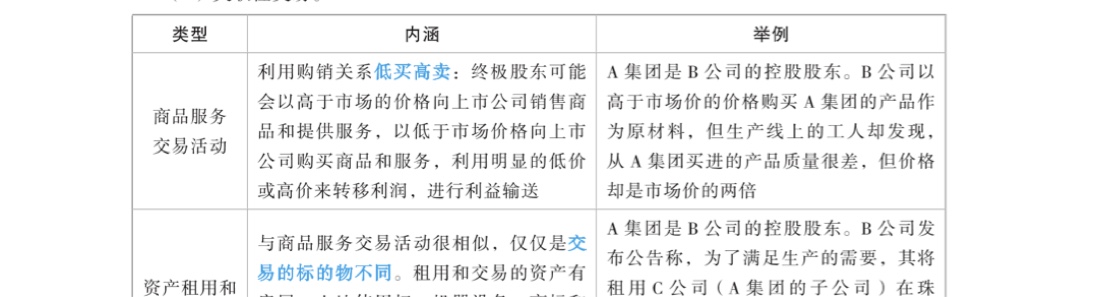 类型 内涵 举例
利用购销关系低买高卖：终极股东可能
会以高于市场的价格向上市公司销售商
品和提供服务，以低于市场价格向上市
公司购买商品和服务，利用明显的低价
或高价来转移利润，进行利益输送
商品服务
交易活动
A 集团是 B 公司的控股股东。B 公司以
高于市场价的价格购买 A 集团的产品作
为原材料，但生产线上的工人却发现，
从 A 集团买进的产品质量很差，但价格
却是市场价的两倍
资产租用和
与商品服务交易活动很相似，仅仅是交
易的标的物不同。租用和交易的资产有
A 集团是 B 公司的控股股东。B 公司发
布公告称，为了满足生产的需要，其将
租用 C 公司（A 集团的子公司）在珠